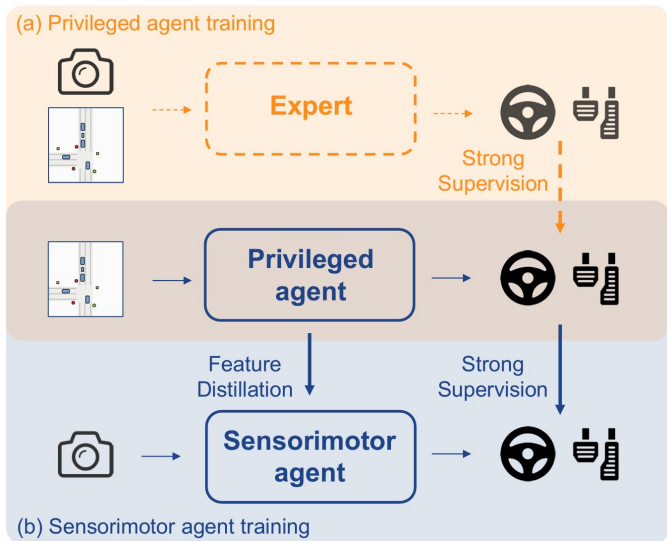 (a) Privileged agent training
Expert
Strong
Supervision
Privileged
agent
Feature
Distillation
Strong
Supervision
Sensorimotor
agent
(b) Sensorimotor agent training